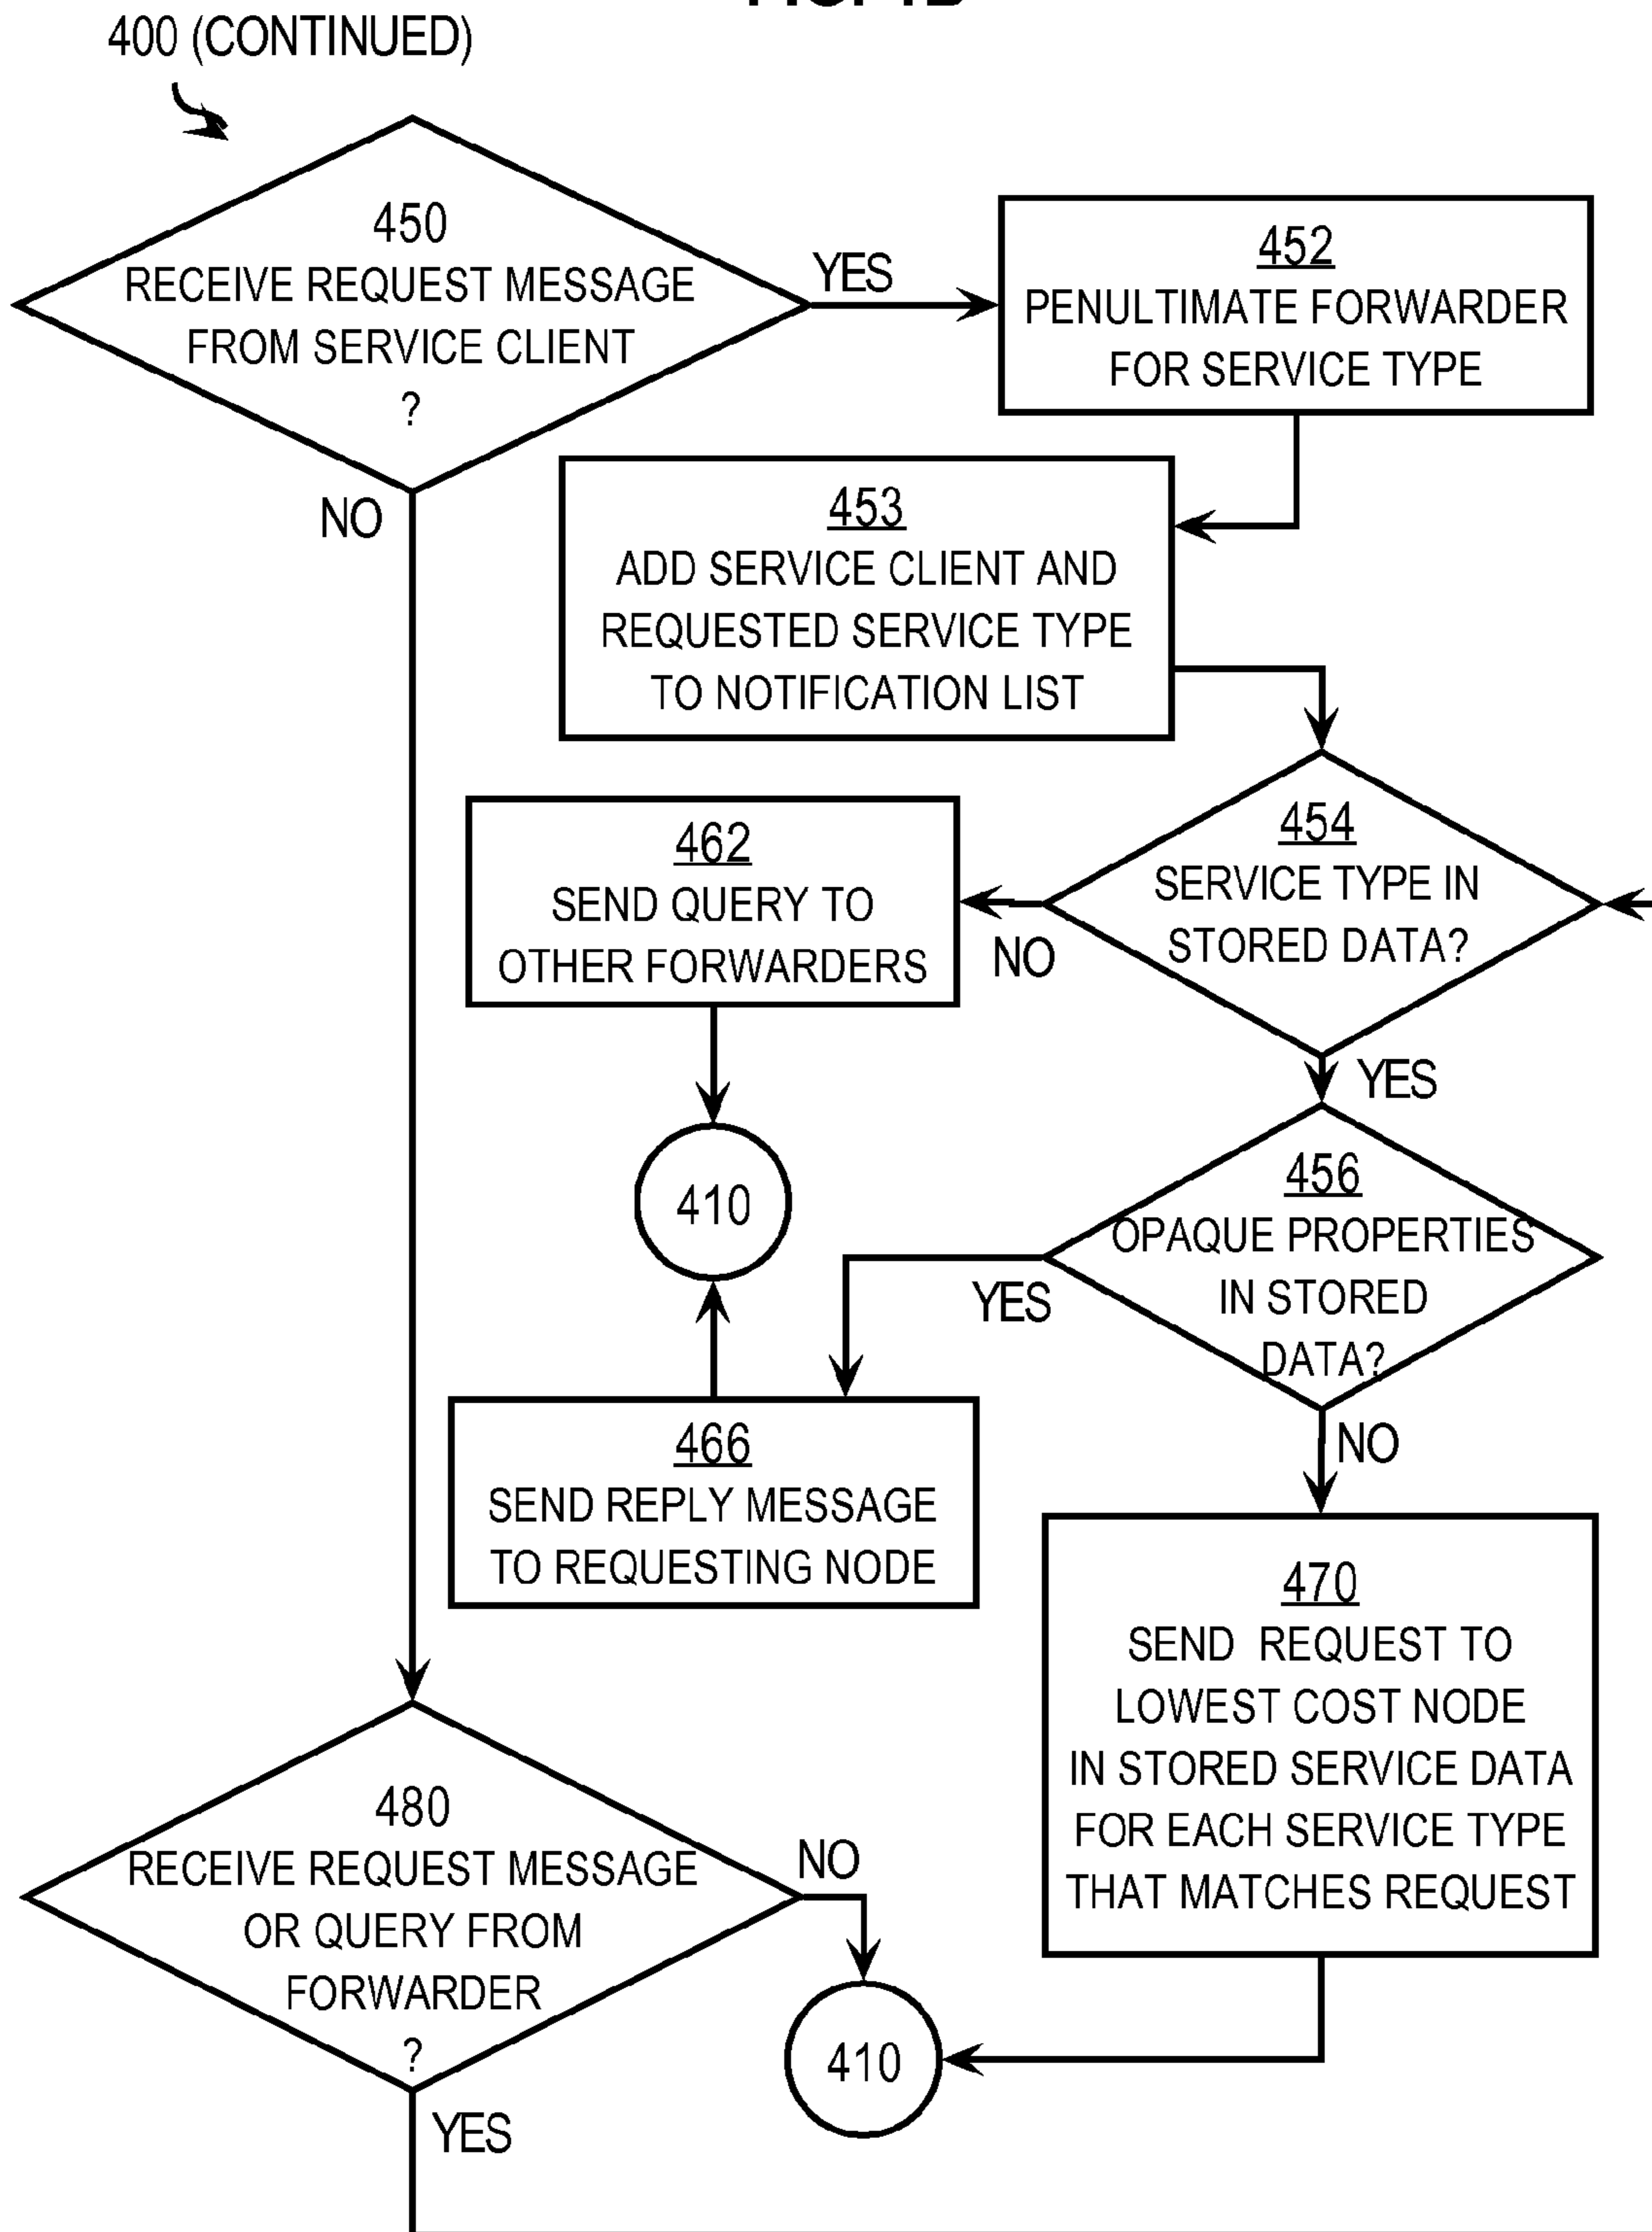 400 (CONTINUED)
450
RECEIVE REQUEST MESSAGE
FROM SERVICE CLIENT
?
YES
NO
452
PENULTIMATE FORWARDER
FOR SERVICE TYPE
453
ADD SERVICE CLIENT AND
REQUESTED SERVICE TYPE
TO NOTIFICATION LIST
454
SERVICE TYPE IN
STORED DATA?
NO
YES
462
SEND QUERY TO
OTHER FORWARDERS
410
456
OPAQUE PROPERTIES
IN STORED
DATA?
YES
NO
466
SEND REPLY MESSAGE
TO REQUESTING NODE
470
SEND REQUEST TO
LOWEST COST NODE
IN STORED SERVICE DATA
FOR EACH SERVICE TYPE
THAT MATCHES REQUEST
480
RECEIVE REQUEST MESSAGE
OR QUERY FROM
FORWARDER
?
NO
YES
410